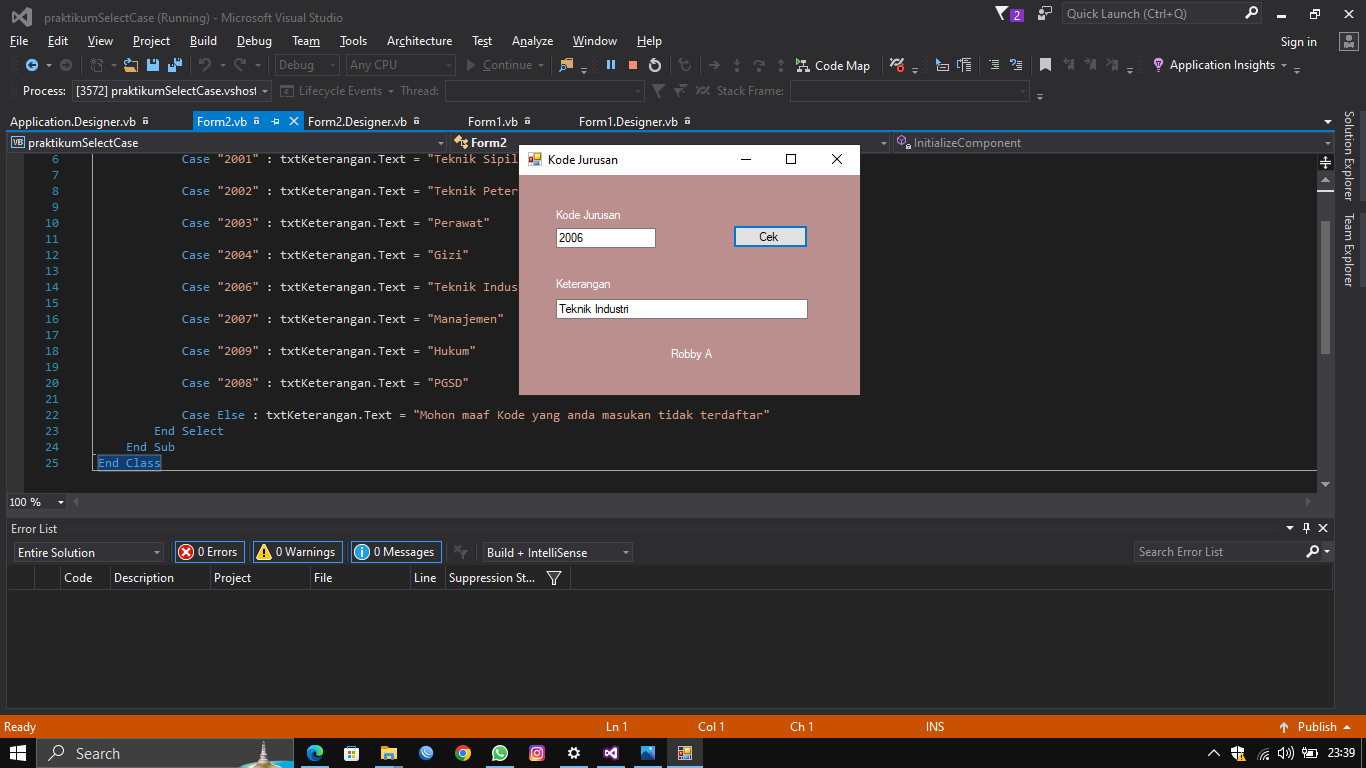 praktikumSelectCase (Running) - Microsoft Visual Studio
2
Quick Launch (Ctrl+Q)
File Edit View Project Build Debug Team Tools Architecture Test Analyze Window Help
Sign in
Debug Any CPU Continue Code Map Application Insights
Process: [3572] praktikumSelectCase.vshost Lifecycle Events Thread: Stack Frame:
Application.Designer.vb Form2.vb Form2.Designer.vb Form1.vb Form1.Designer.vb
VB praktikumSelectCase Form2 InitializeComponent
6 Case "2001" : txtKeterangan.Text = "Teknik Sipil
7
8 Case "2002" : txtKeterangan.Text = "Teknik Peter
9
10 Case "2003" : txtKeterangan.Text = "Perawat"
11
12 Case "2004" : txtKeterangan.Text = "Gizi"
13
14 Case "2006" : txtKeterangan.Text = "Teknik Indus
15
16 Case "2007" : txtKeterangan.Text = "Manajemen"
17
18 Case "2009" : txtKeterangan.Text = "Hukum"
19
20 Case "2008" : txtKeterangan.Text = "PGSD"
21
22 Case Else : txtKeterangan.Text = "Mohon maaf Kode yang anda masukan tidak terdaftar"
23 End Select
24 End Sub
25 End Class
Kode Jurusan
Kode Jurusan
2006 Cek
Keterangan
Teknik Industri
Robby A
Solution Explorer
Team Explorer
100 %
Error List
Entire Solution 0 Errors 0 Warnings 0 Messages Build + IntelliSense Search Error List
Code Description Project File Line Suppression St...
Ready Ln 1 Col 1 Ch 1 INS Publish
Search 23:39